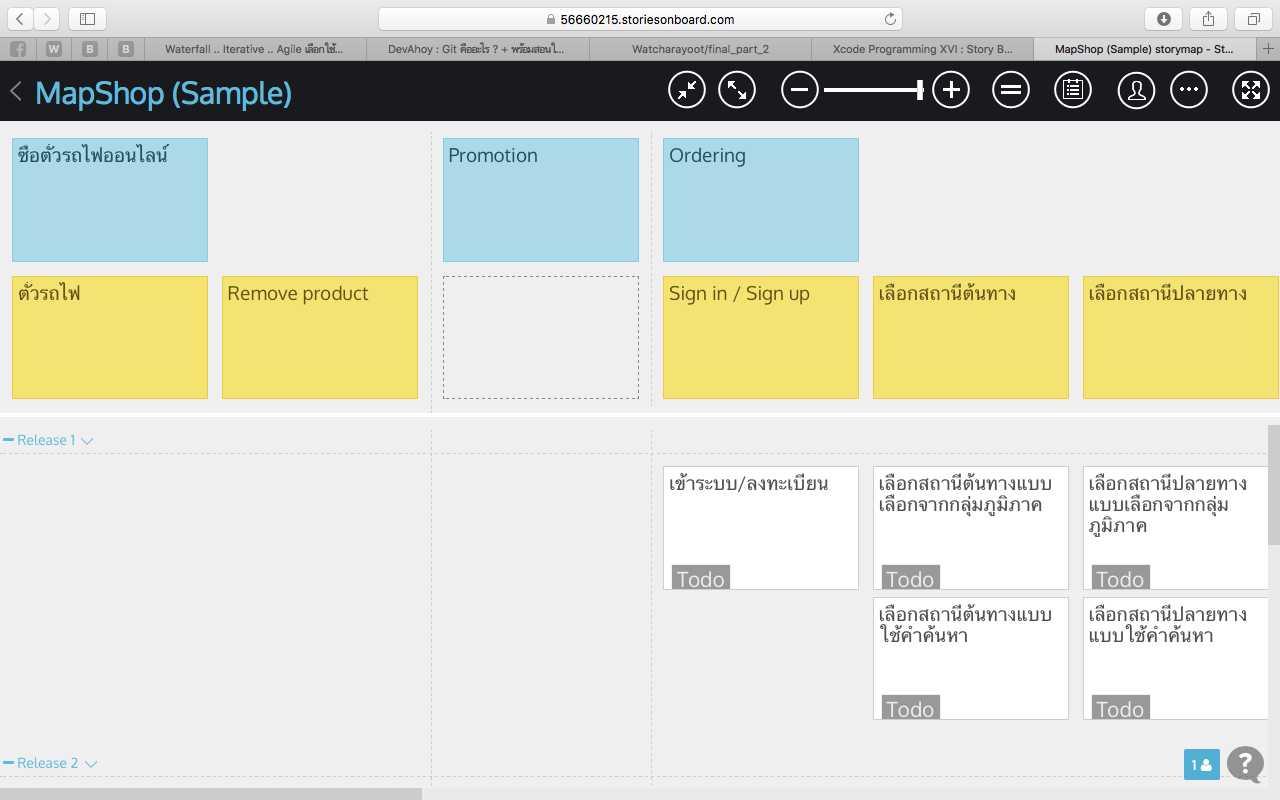 56660215.storiesonboard.com
W
B
B
Waterfall .. Iterative .. Agile เลือกใช้...
DevAhoy : Git คืออะไร ? + พร้อมสอนใ...
Watcharayoot/final_part_2
Xcode Programming XVI : Story B...
MapShop (Sample) storymap - St...
MapShop (Sample)
ซื้อตั๋วรถไฟออนไลน์
Promotion
Ordering
ตั๋วรถไฟ
Remove product
Sign in / Sign up
เลือกสถานีต้นทาง
เลือกสถานีปลายทาง
Release 1
เข้าระบบ/ลงทะเบียน
Todo
เลือกสถานีต้นทางแบบ
เลือกจากกลุ่มภูมิภาค
Todo
เลือกสถานีปลายทาง
แบบเลือกจากกลุ่ม
ภูมิภาค
Todo
เลือกสถานีต้นทางแบบ
ใช้คำค้นหา
Todo
เลือกสถานีปลายทาง
แบบใช้คำค้นหา
Todo
Release 2
1
?